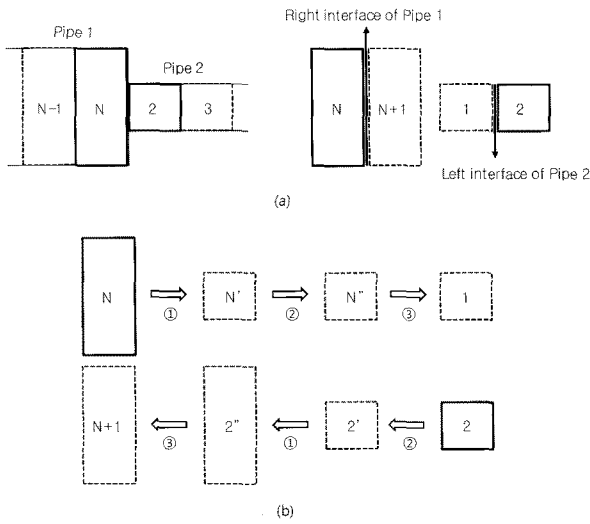 Right interface of Pipe 1
Pipe 1
Pipe 2
N-1
N
2
3
N
N+1
1
2
Left interface of Pipe 2
(a)
N
①
N'
②
N"
③
1
N+1
③
2"
①
2'
②
2
(b)